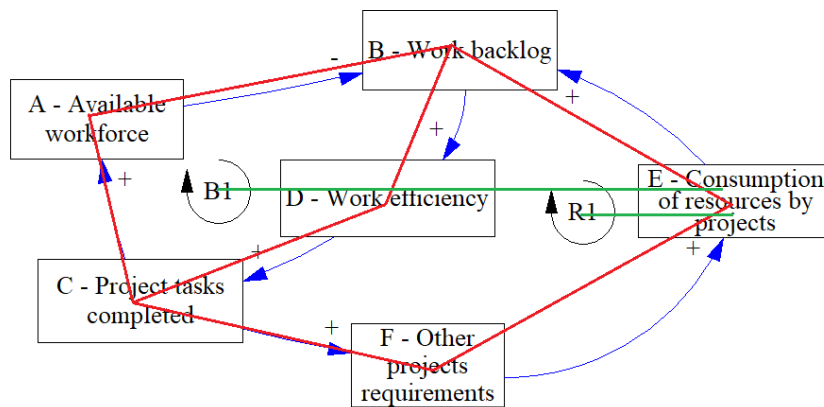 B - Work backlog
-
A - Available
workforce
+
+
+
B1
D - Work efficiency
R1
E - Consumption
of resources by
projects
+
+
C - Project tasks
completed
+
F - Other
projects
requirements